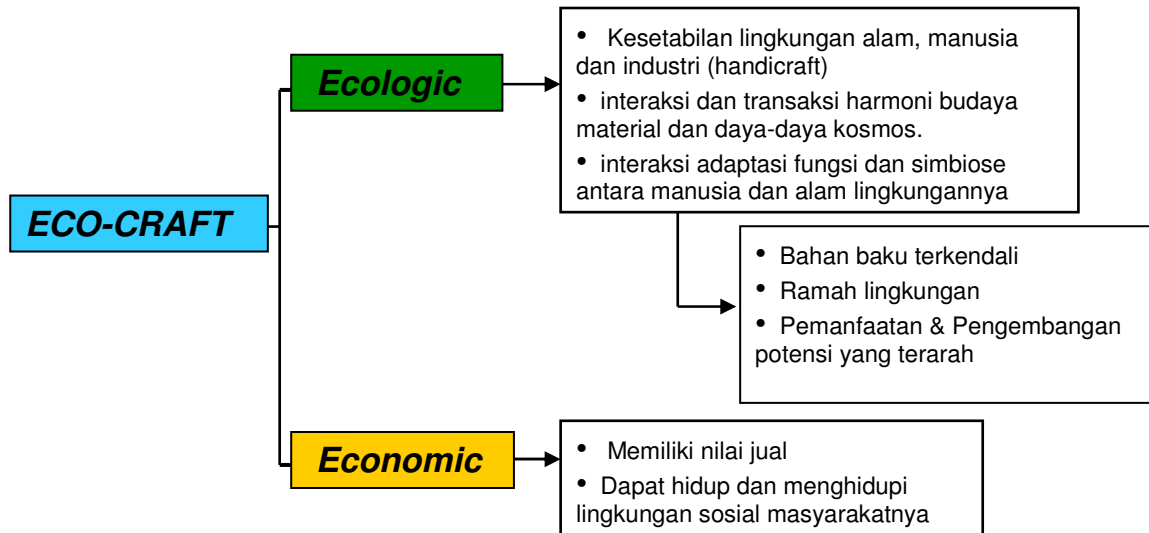 ECO-CRAFT
Ecologic
• Kesetabilan lingkungan alam, manusia
dan industri (handicraft)
• interaksi dan transaksi harmoni budaya
material dan daya-daya kosmos.
• interaksi adaptasi fungsi dan simbiose
antara manusia dan alam lingkungannya
• Bahan baku terkendali
• Ramah lingkungan
• Pemanfaatan & Pengembangan
potensi yang terarah
Economic
• Memiliki nilai jual
• Dapat hidup dan menghidupi
lingkungan sosial masyarakatnya